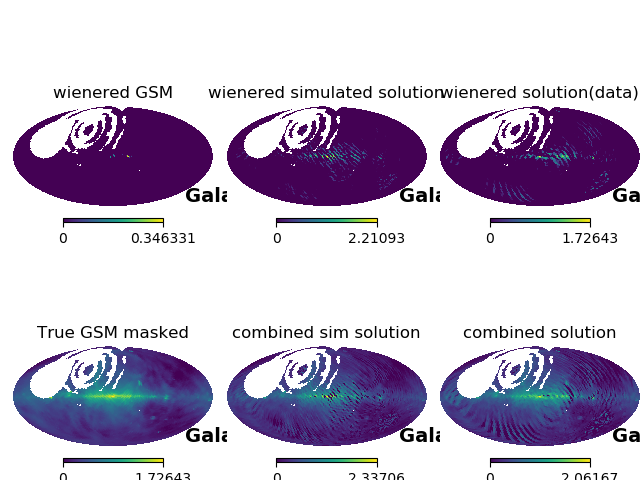 wienered GSM
wienered simulated solution
wienered solution(data)
Gala
Gala
Ga
0 0.346331
0 2.21093
0 1.72643
True GSM masked
combined sim solution
combined solution
Gala
Gala
Ga
0 1.72643
0 2.33706
0 2.06167